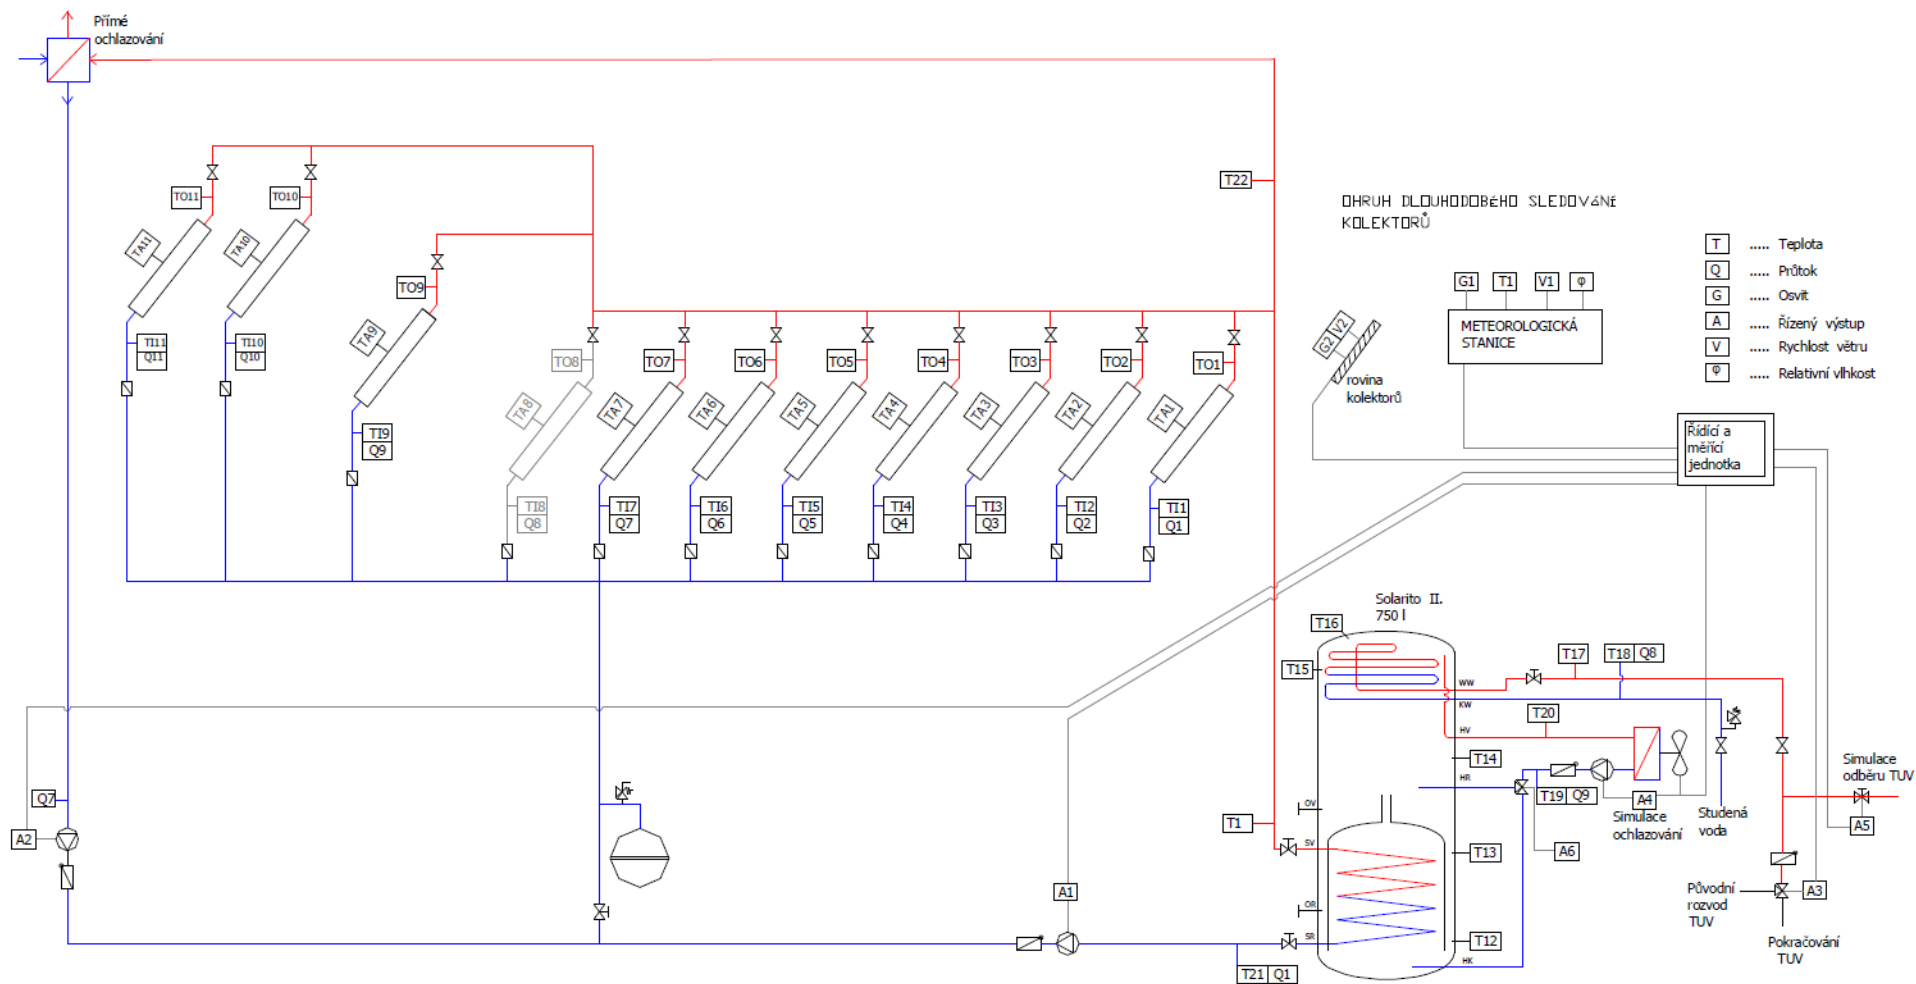 Přímé
ochlazování
T22
OHRUH DLOUHODOBÉHO SLEDOVÁNÍ
KOLEKTORŮ
T ..... Teplota
Q ..... Průtok
G ..... Osvit
A ..... Řízený výstup
V ..... Rychlost větru
φ ..... Relativní vlhkost
G1 T1 V1 φ
METEOROLOGICKÁ
STANICE
G2 V2
rovina
kolektorů
Řídící a
měřící
jednotka
TO11 TO10
TA11 TA10
TI11 TI10
Q11 Q10
TO9
TA9
TI9
Q9
TO8 TO7 TO6 TO5 TO4 TO3 TO2 TO1
TA8 TA7 TA6 TA5 TA4 TA3 TA2 TA1
TI8 TI7 TI6 TI5 TI4 TI3 TI2 TI1
Q8 Q7 Q6 Q5 Q4 Q3 Q2 Q1
Solarito II.
750 l
T16
T15
T17
T18 Q8
WW
KW
T20
HV
T14
HR
T19 Q9
A4
Simulace
ochlazování
Studená
voda
Simulace
odběru TUV
A5
A6
A3
Původní
rozvod
TUV
Pokračování
TUV
Q7
A2
OV
T1
SV
T13
A1
OR
SR
T12
HK
T21 Q1